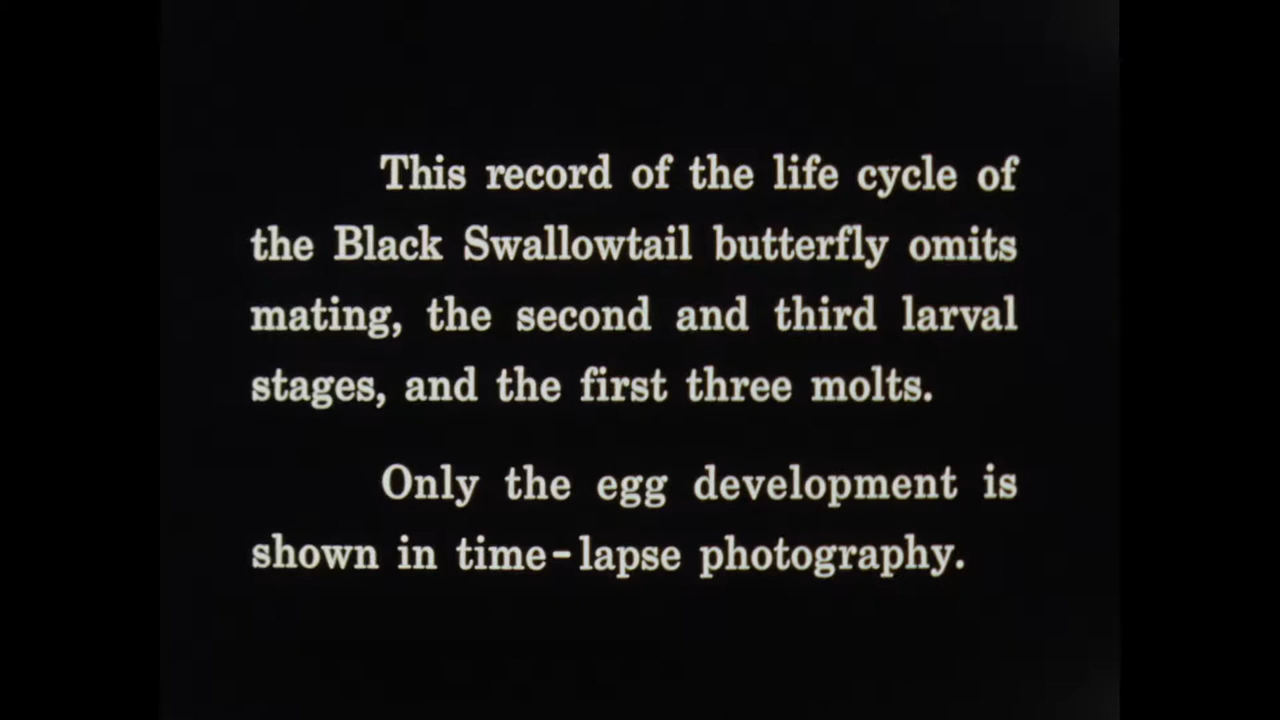 This record of the life cycle of
the Black Swallowtail butterfly omits
mating, the second and third larval
stages, and the first three molts.
Only the egg development is
shown in time-lapse photography.